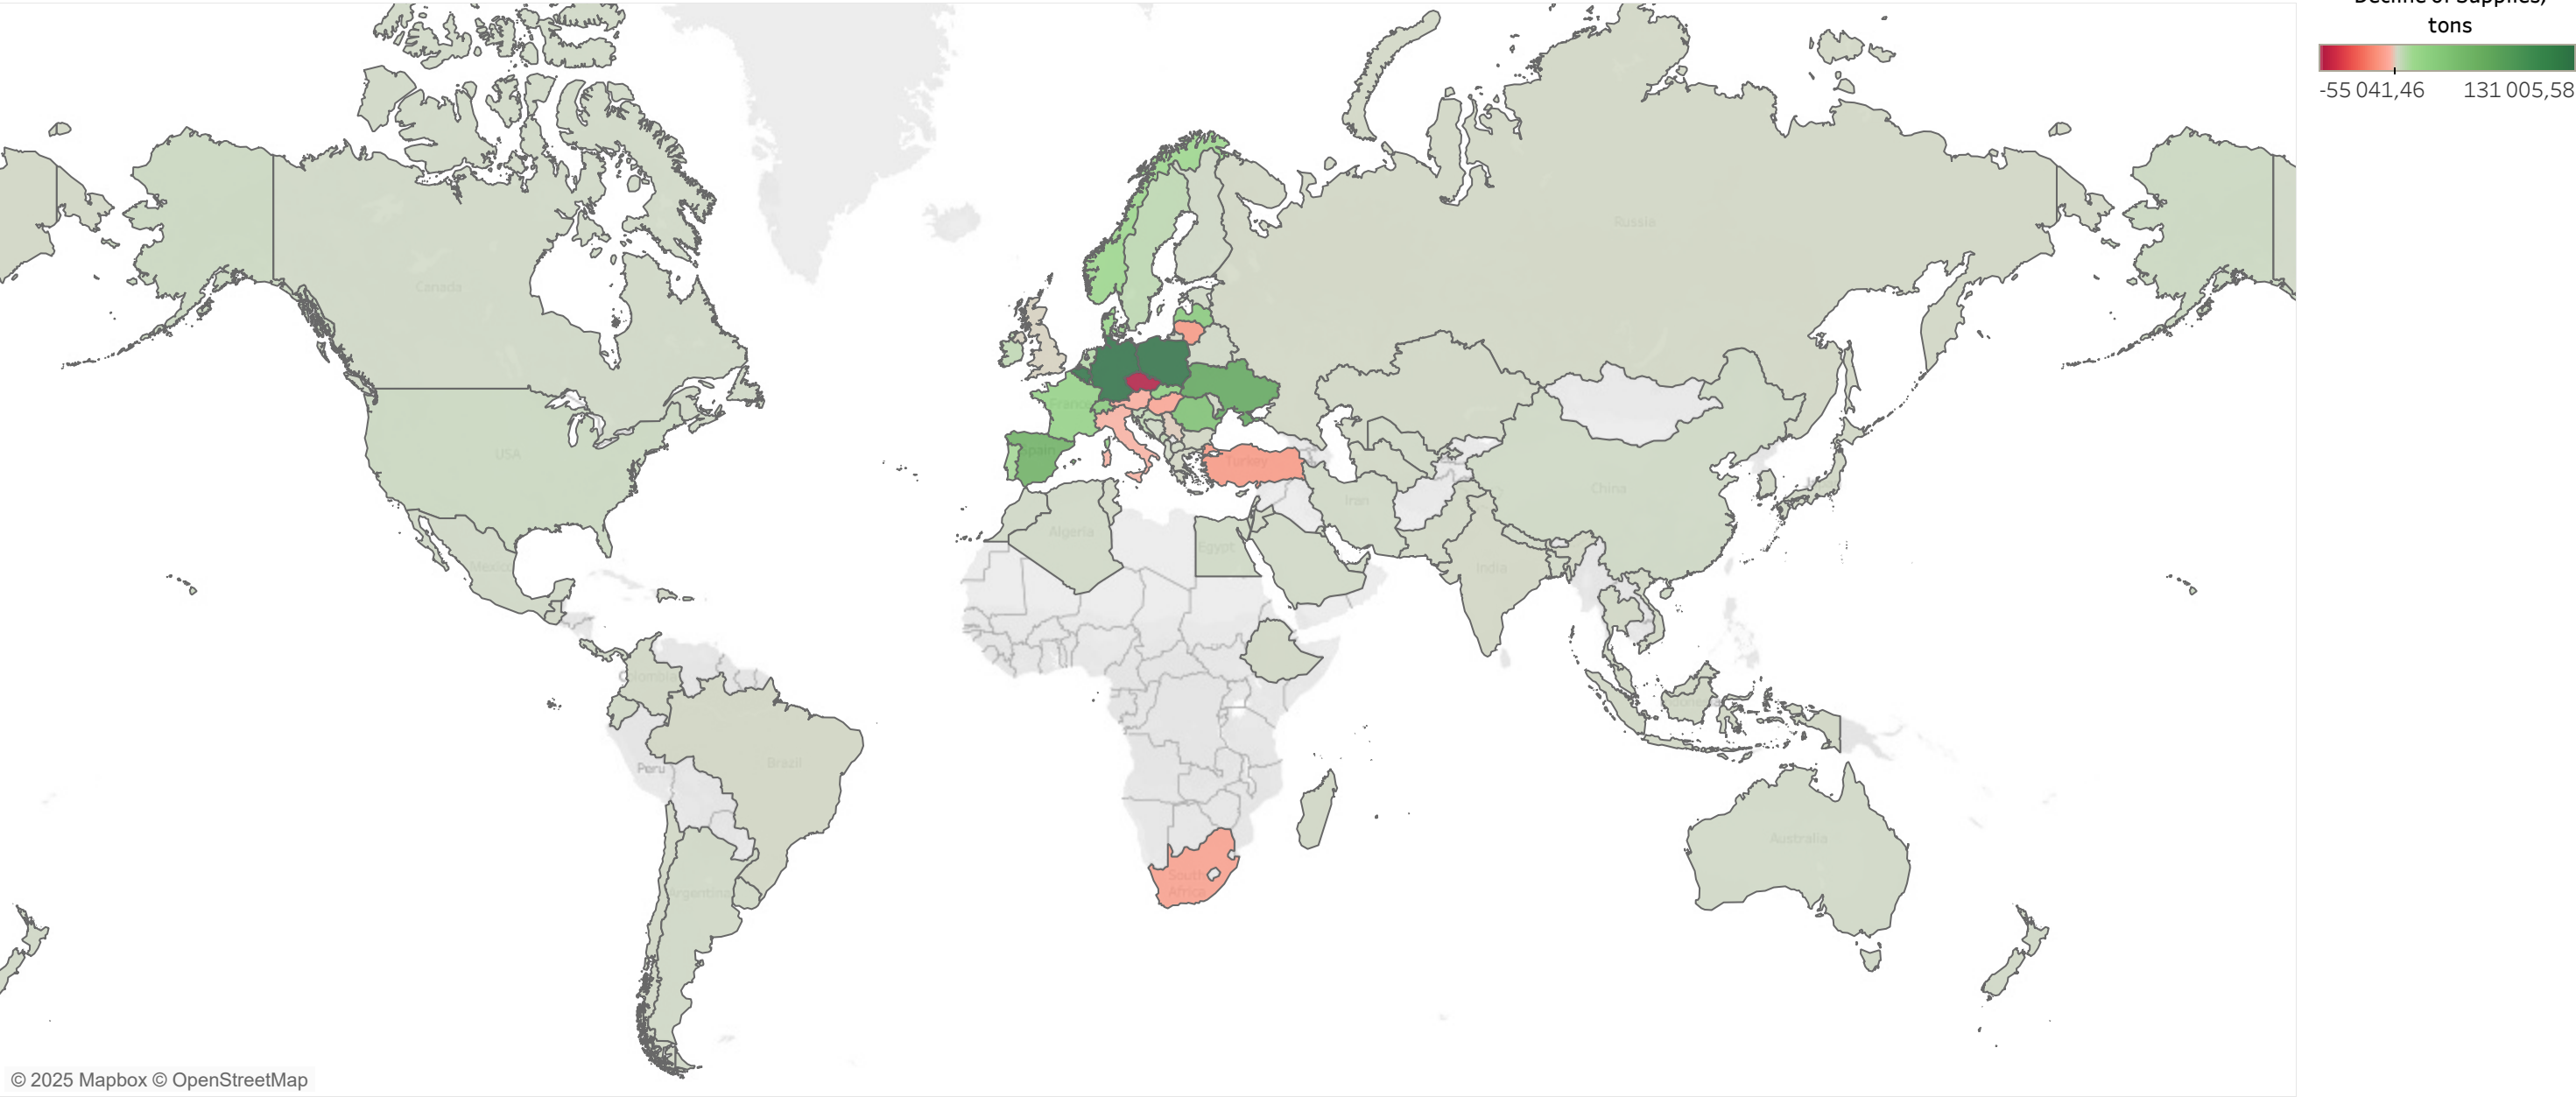 Decline of Supplies,
tons
-55 041,46 131 005,58
Russia
Canada
France
USA
Spain
Turkey
China
Iran
Algeria
Egypt
Mexico
India
Colombia
Peru
Brazil
Australia
South
Africa
Argentina
© 2025 Mapbox © OpenStreetMap